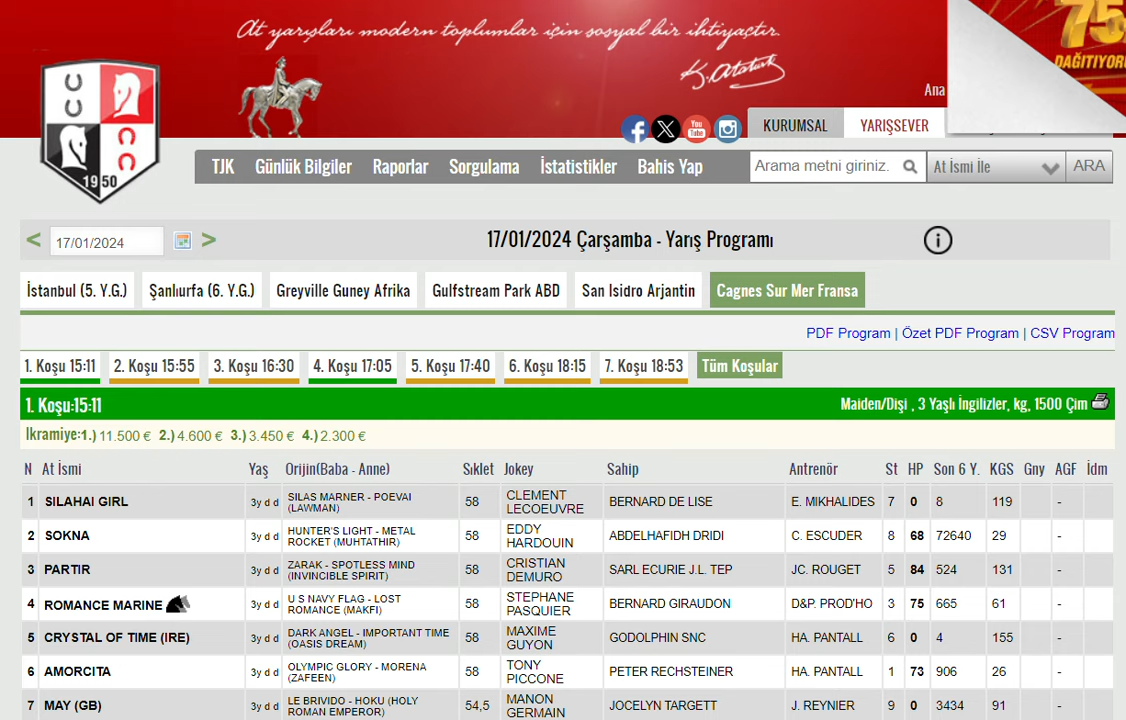 At yarışları modern toplumlar için sosyal bir ihtiyaçtır.
K. Atatürk
75
DAĞITIYOR
Ana
1950
You Tube
KURUMSAL YARIŞSEVER
TJK Günlük Bilgiler Raporlar Sorgulama İstatistikler Bahis Yap Arama metni giriniz. At İsmi İle ARA
< 17/01/2024 > 17/01/2024 Çarşamba - Yarış Programı
İstanbul (5. Y.G.) Şanlıurfa (6. Y.G.) Greyville Guney Afrika Gulfstream Park ABD San Isidro Arjantin Cagnes Sur Mer Fransa
PDF Program | Özet PDF Program | CSV Program
1. Koşu 15:11 2. Koşu 15:55 3. Koşu 16:30 4. Koşu 17:05 5. Koşu 17:40 6. Koşu 18:15 7. Koşu 18:53 Tüm Koşular
1. Koşu:15:11 Maiden/Dişi , 3 Yaşlı İngilizler, kg, 1500 Çim
İkramiye:1.) 11.500 € 2.) 4.600 € 3.) 3.450 € 4.) 2.300 €
N At İsmi Yaş Orijin(Baba - Anne) Sıklet Jokey Sahip Antrenör St HP Son 6 Y. KGS Gny AGF İdm
1 SILAHAI GIRL 3y d d SILAS MARNER - POEVAI (LAWMAN) 58 CLEMENT LECOEUVRE BERNARD DE LISE E. MIKHALIDES 7 0 8 119 -
2 SOKNA 3y d d HUNTER'S LIGHT - METAL ROCKET (MUHTATHIR) 58 EDDY HARDOUIN ABDELHAFIDH DRIDI C. ESCUDER 8 68 72640 29 -
3 PARTIR 3y d d ZARAK - SPOTLESS MIND (INVINCIBLE SPIRIT) 58 CRISTIAN DEMURO SARL ECURIE J.L. TEP JC. ROUGET 5 84 524 131 -
4 ROMANCE MARINE 3y d d U S NAVY FLAG - LOST ROMANCE (MAKFI) 58 STEPHANE PASQUIER BERNARD GIRAUDON D&P. PROD'HO 3 75 665 61 -
5 CRYSTAL OF TIME (IRE) 3y d d DARK ANGEL - IMPORTANT TIME (OASIS DREAM) 58 MAXIME GUYON GODOLPHIN SNC HA. PANTALL 6 0 4 155 -
6 AMORCITA 3y d d OLYMPIC GLORY - MORENA (ZAFEEN) 58 TONY PICCONE PETER RECHSTEINER HA. PANTALL 1 73 906 26 -
7 MAY (GB) 3y d d LE BRIVIDO - HOKU (HOLY ROMAN EMPEROR) 54,5 MANON GERMAIN JOCELYN TARGETT J. REYNIER 9 0 3434 91 -